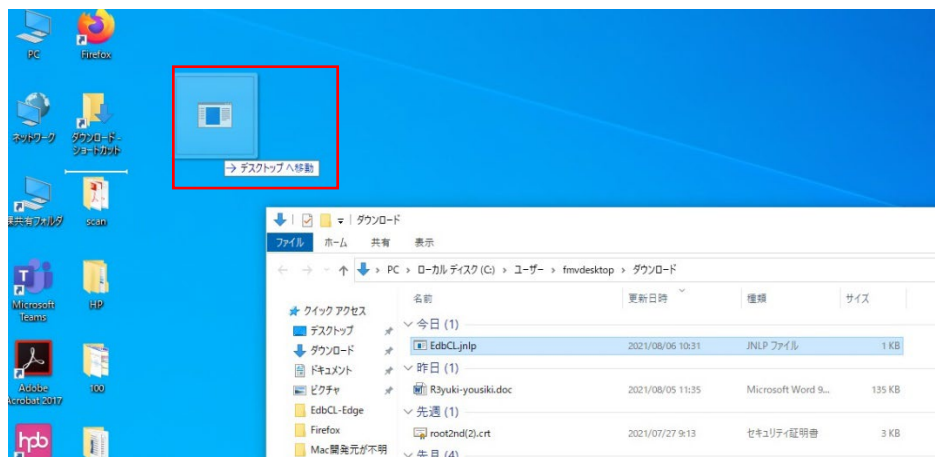 PC
Firefox
ネットワーク
ダウンロード -
ショートカット
→ デスクトップ へ移動
課共有フォルダ
scan
Microsoft
Teams
HP
Adobe
Acrobat 2017
i00
hpb
ダウンロード
ファイル ホーム 共有 表示
PC › ローカル ディスク (C:) › ユーザー › fmvdesktop › ダウンロード
名前 更新日時 種類 サイズ
クイック アクセス
デスクトップ
ダウンロード
ドキュメント
ピクチャ
EdbCL-Edge
Firefox
Mac開発元が不明
今日 (1)
EdbCL.jnlp 2021/08/06 10:31 JNLP ファイル 1 KB
昨日 (1)
R3yuki-yousiki.doc 2021/08/05 11:35 Microsoft Word 9... 135 KB
先週 (1)
root2nd(2).crt 2021/07/27 9:13 セキュリティ証明書 3 KB
先月 (4)